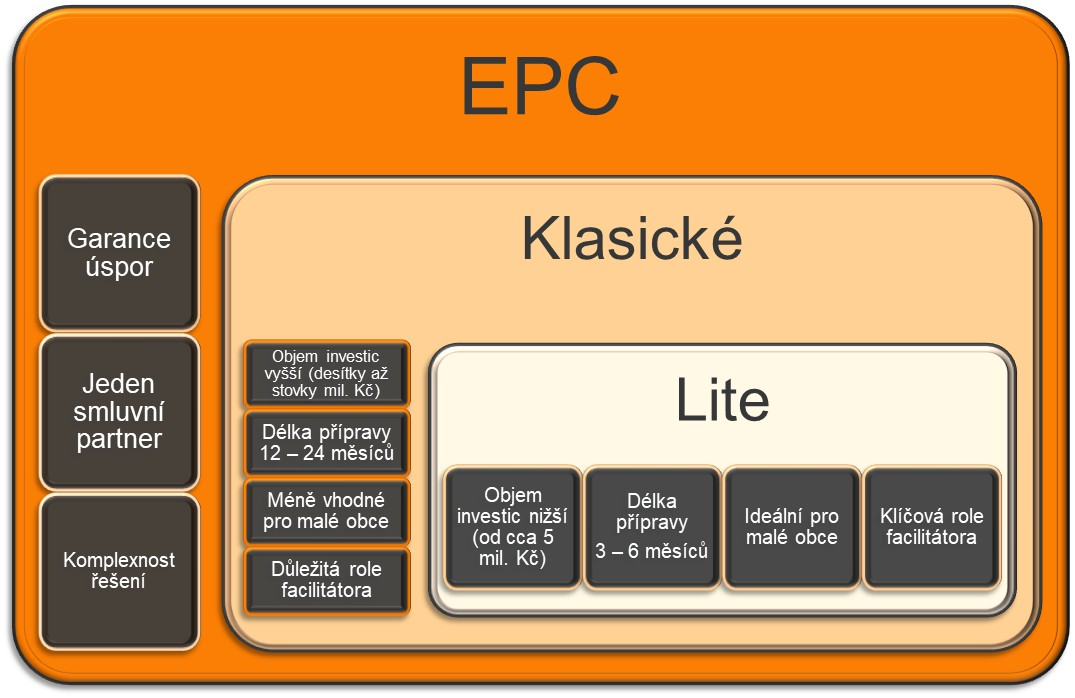 EPC
Garance
úspor
Jeden
smluvní
partner
Komplexnost
řešení
Klasické
Objem investic
vyšší (desítky až
stovky mil. Kč)
Délka přípravy
12 – 24 měsíců
Méně vhodné
pro malé obce
Důležitá role
facilitátora
Lite
Objem
investic nižší
(od cca 5
mil. Kč)
Délka
přípravy
3 – 6 měsíců
Ideální pro
malé obce
Klíčová role
facilitátora